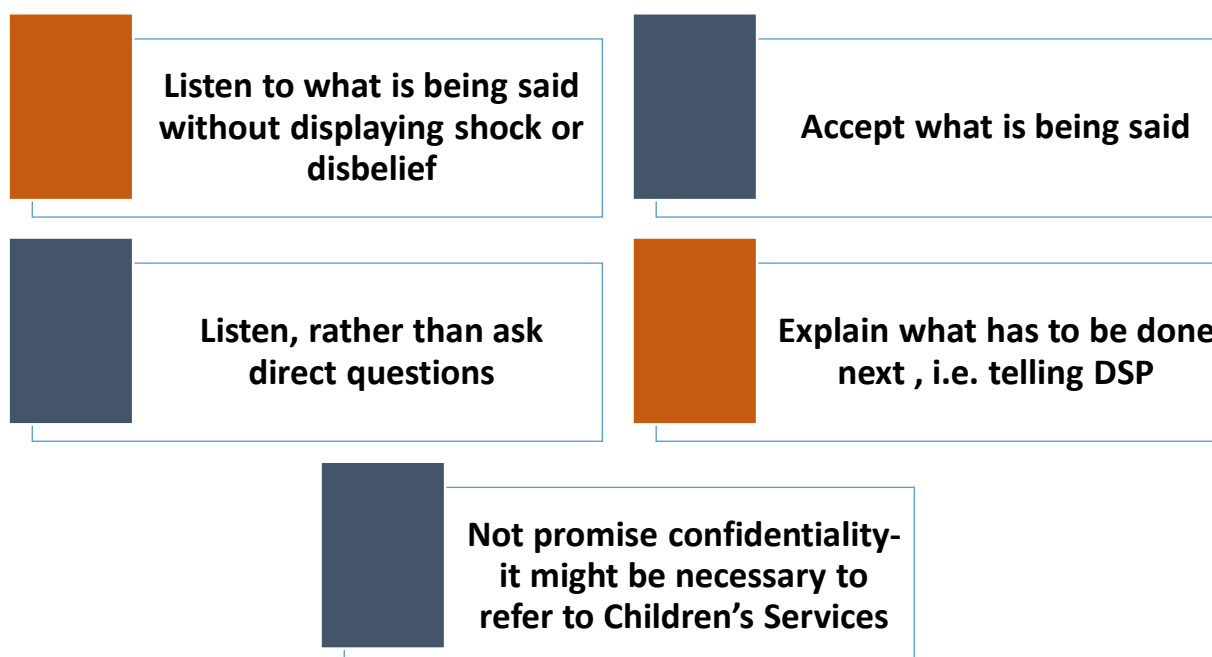 Listen to what is being said
without displaying shock or
disbelief
Accept what is being said
Listen, rather than ask
direct questions
Explain what has to be done
next , i.e. telling DSP
Not promise confidentiality-
it might be necessary to
refer to Children’s Services